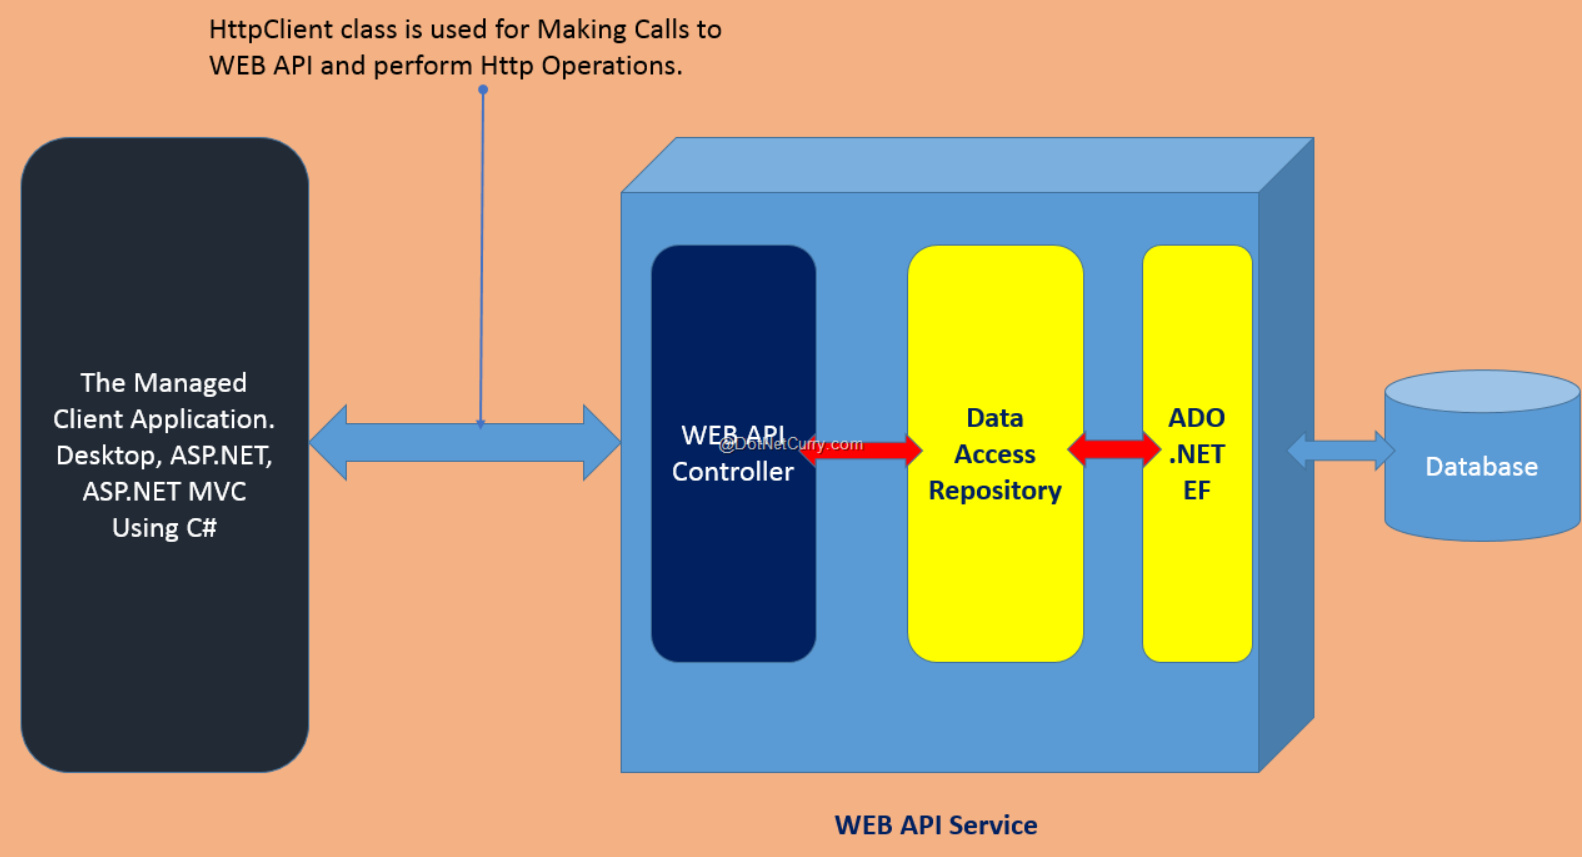 HttpClient class is used for Making Calls to
WEB API and perform Http Operations.
The Managed
Client Application.
Desktop, ASP.NET,
ASP.NET MVC
Using C#
WEB API
Controller
@DotNetCurry.com
Data
Access
Repository
ADO
.NET
EF
Database
WEB API Service